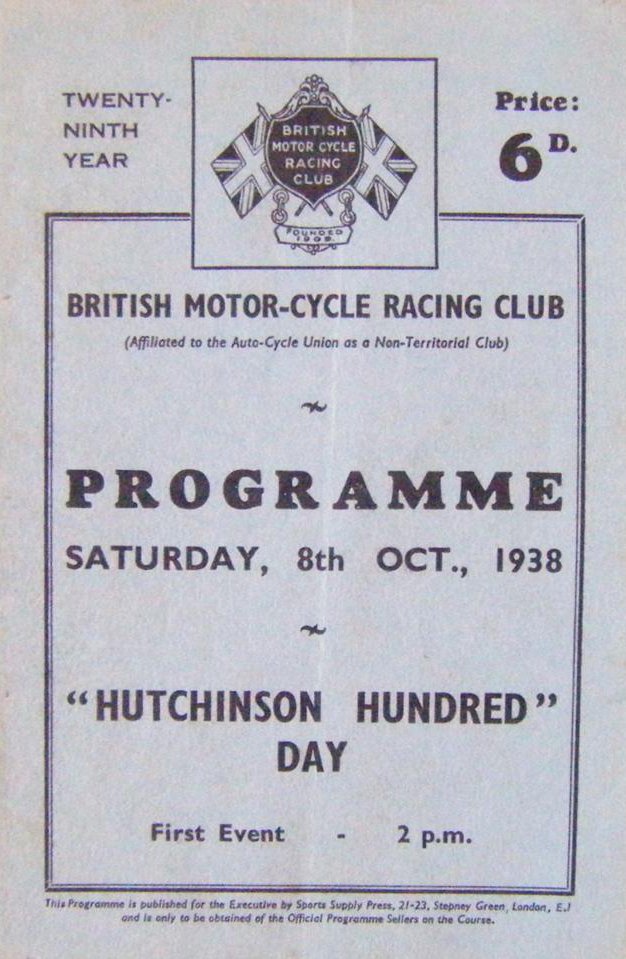 TWENTY-
NINTH
YEAR
BRITISH
MOTOR CYCLE
RACING
CLUB
FOUNDED
1909.
Price:
6D.
BRITISH MOTOR-CYCLE RACING CLUB
(Affiliated to the Auto-Cycle Union as a Non-Territorial Club)
PROGRAMME
SATURDAY, 8th OCT., 1938
"HUTCHINSON HUNDRED"
DAY
First Event - 2 p.m.
This Programme is published for the Executive by Sports Supply Press, 21-23, Stepney Green, London, E.1
and is only to be obtained of the Official Programme Sellers on the Course.